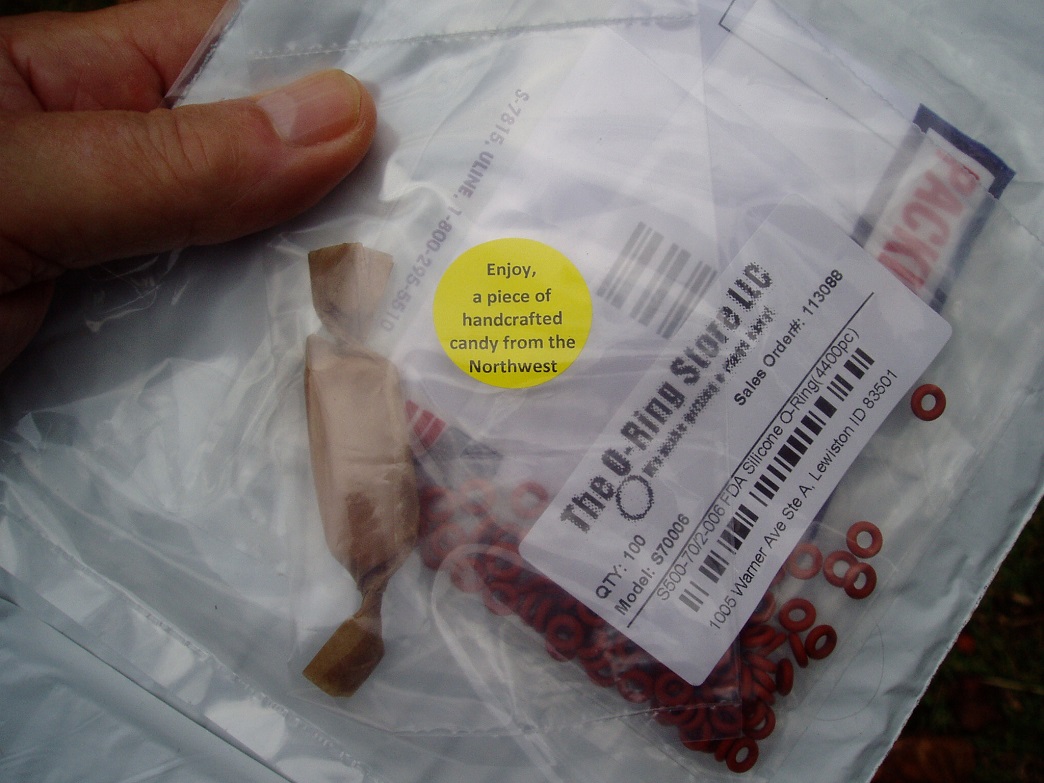 S-7815, ULINE, 1-800-295-5510
Enjoy,
a piece of
handcrafted
candy from the
Northwest
PACK
The O-Ring Store LLC
Sales Order#: 113088
QTY: 100
Model: S70006
S500-70/2-006 FDA Silicone O-Ring(4400pc)
1005 Warner Ave Ste A, Lewiston ID 83501